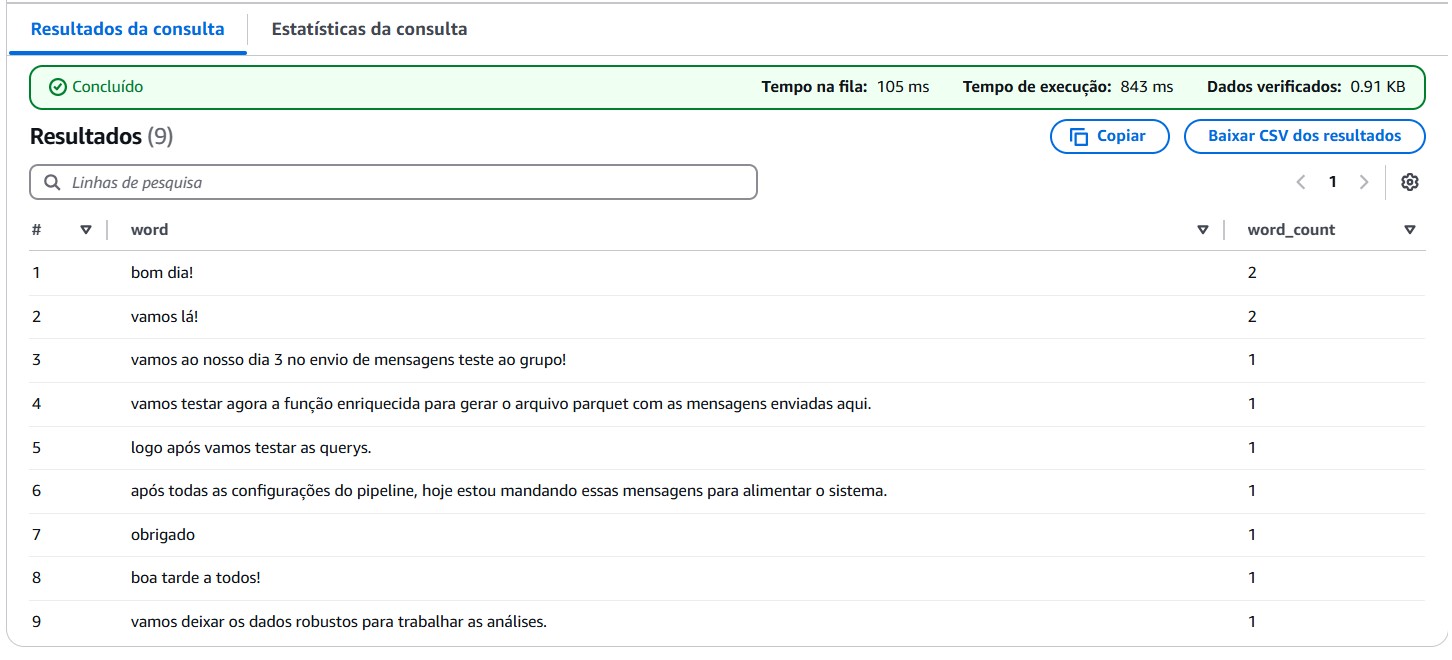 Resultados da consulta Estatísticas da consulta
Concluído Tempo na fila: 105 ms Tempo de execução: 843 ms Dados verificados: 0.91 KB
Resultados (9) Copiar Baixar CSV dos resultados
Linhas de pesquisa 1
# word word_count
1 bom dia! 2
2 vamos lá! 2
3 vamos ao nosso dia 3 no envio de mensagens teste ao grupo! 1
4 vamos testar agora a função enriquecida para gerar o arquivo parquet com as mensagens enviadas aqui. 1
5 logo após vamos testar as querys. 1
6 após todas as configurações do pipeline, hoje estou mandando essas mensagens para alimentar o sistema. 1
7 obrigado 1
8 boa tarde a todos! 1
9 vamos deixar os dados robustos para trabalhar as análises. 1